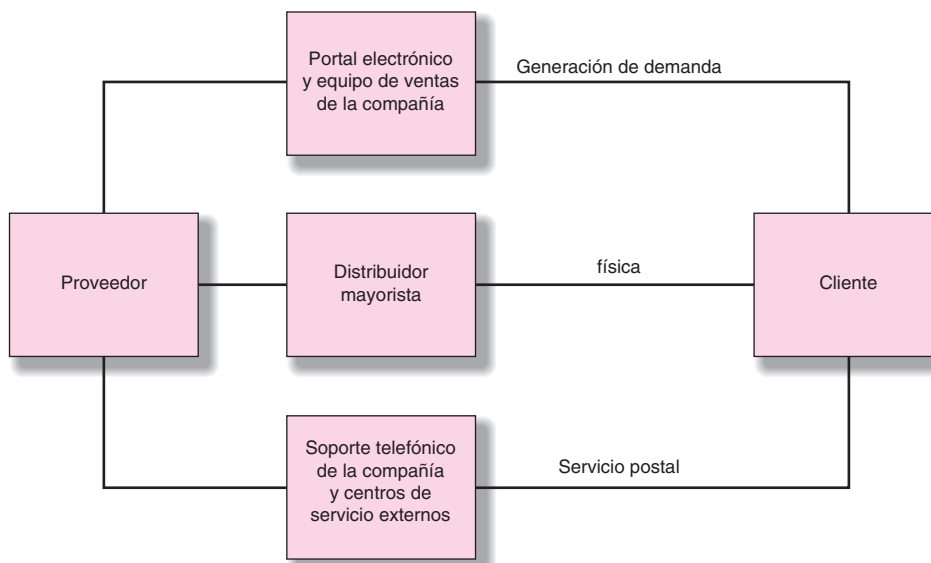 Portal electrónico
y equipo de ventas
de la compañía
Generación de demanda
Proveedor
Distribuidor
mayorista
física
Cliente
Soporte telefónico
de la compañía
y centros de
servicio externos
Servicio postal